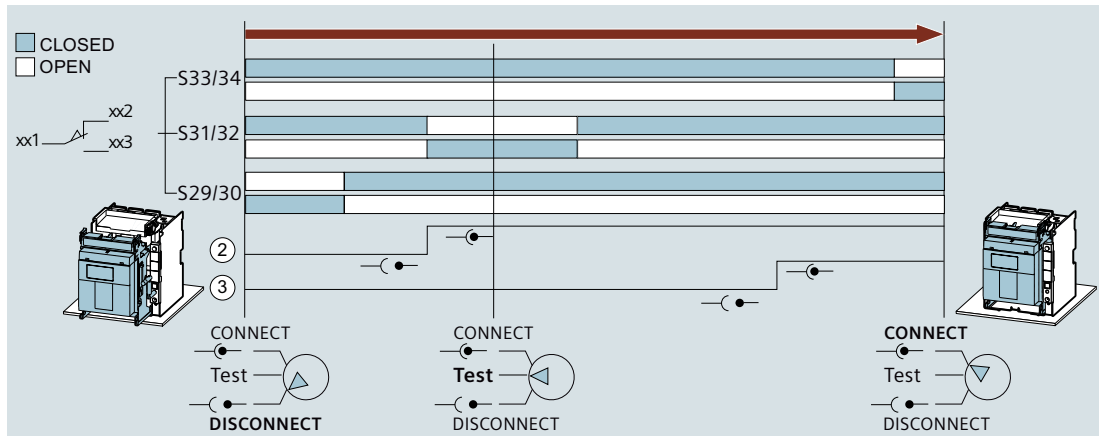 CLOSED
OPEN
S33/34
xx2
xx1
xx3
S31/32
S29/30
2
3
CONNECT
Test
DISCONNECT
CONNECT
Test
DISCONNECT
CONNECT
Test
DISCONNECT